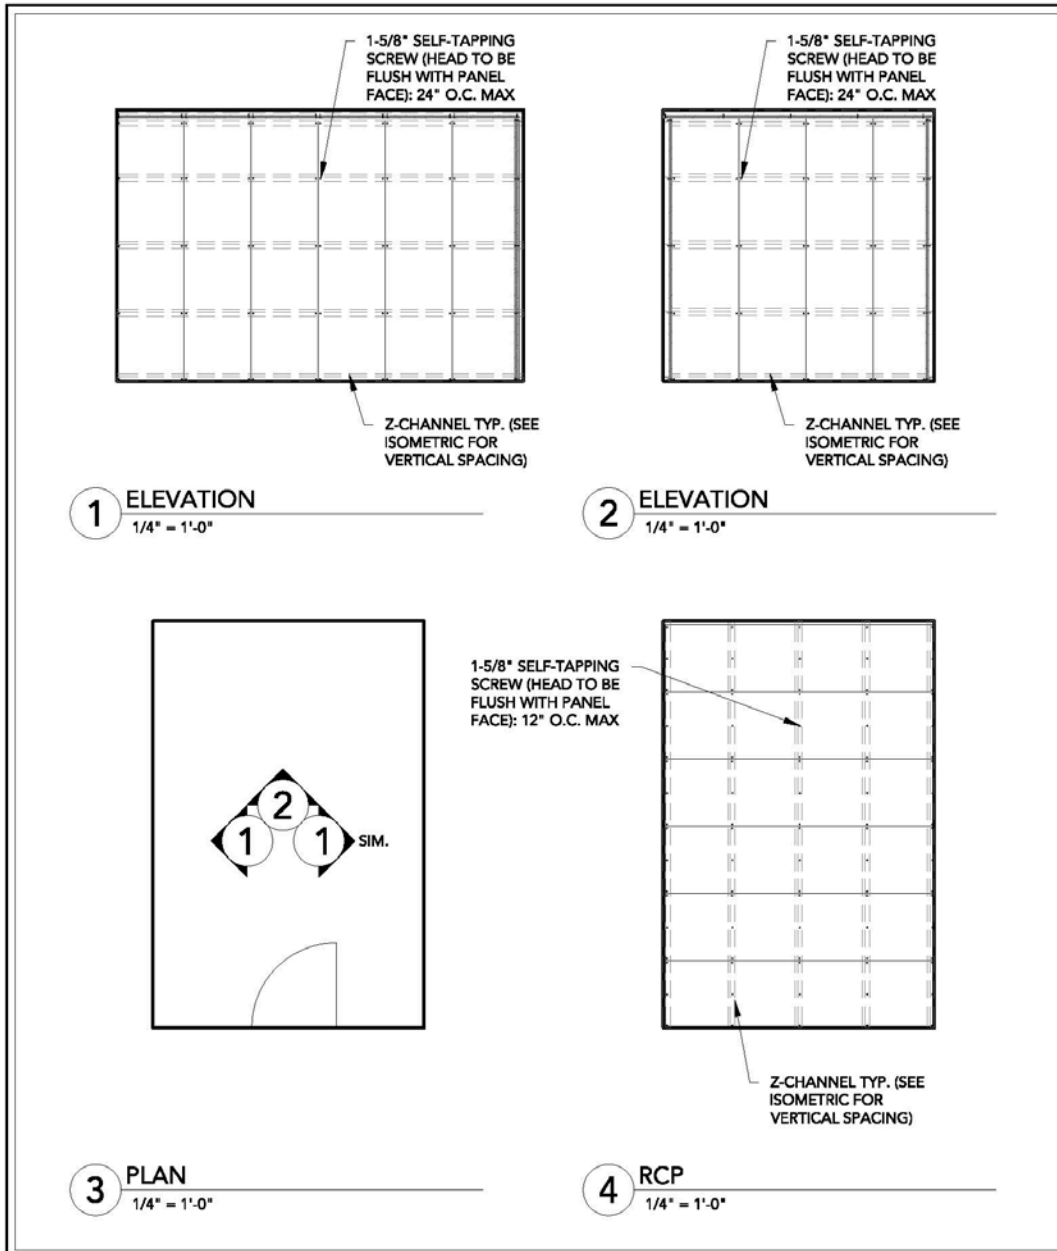 1-5/8" SELF-TAPPING
SCREW (HEAD TO BE
FLUSH WITH PANEL
FACE): 24" O.C. MAX
Z-CHANNEL TYP. (SEE
ISOMETRIC FOR
VERTICAL SPACING)
1 ELEVATION
1/4" = 1'-0"
1-5/8" SELF-TAPPING
SCREW (HEAD TO BE
FLUSH WITH PANEL
FACE): 24" O.C. MAX
Z-CHANNEL TYP. (SEE
ISOMETRIC FOR
VERTICAL SPACING)
2 ELEVATION
1/4" = 1'-0"
2
1 1 SIM.
3 PLAN
1/4" = 1'-0"
1-5/8" SELF-TAPPING
SCREW (HEAD TO BE
FLUSH WITH PANEL
FACE): 12" O.C. MAX
Z-CHANNEL TYP. (SEE
ISOMETRIC FOR
VERTICAL SPACING)
4 RCP
1/4" = 1'-0"